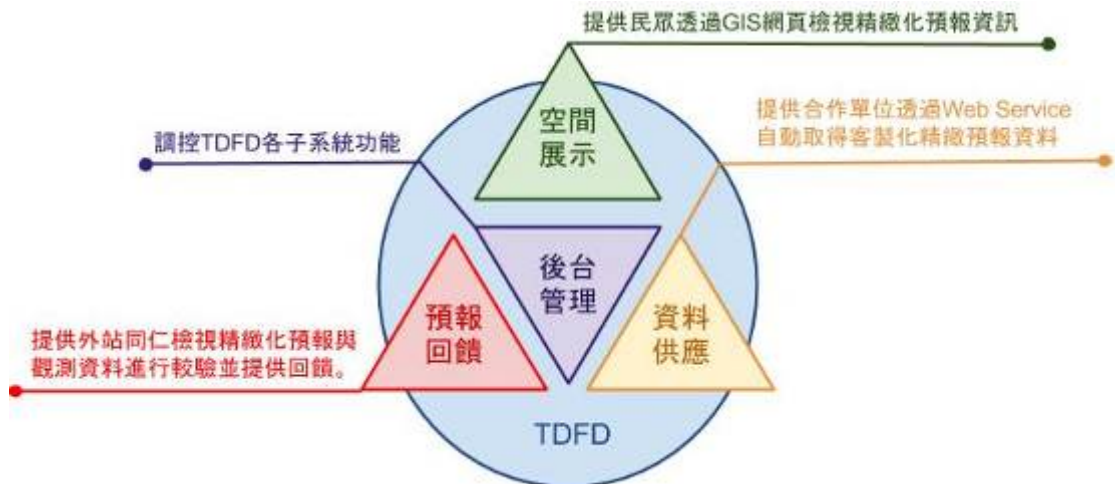 提供民眾透過GIS網頁檢視精緻化預報資訊
提供合作單位透過Web Service
自動取得客製化精緻預報資料
調控TDFD各子系統功能
空間
展示
後台
管理
預報
回饋
資料
供應
提供外站同仁檢視精緻化預報與
觀測資料進行較驗並提供回饋。
TDFD